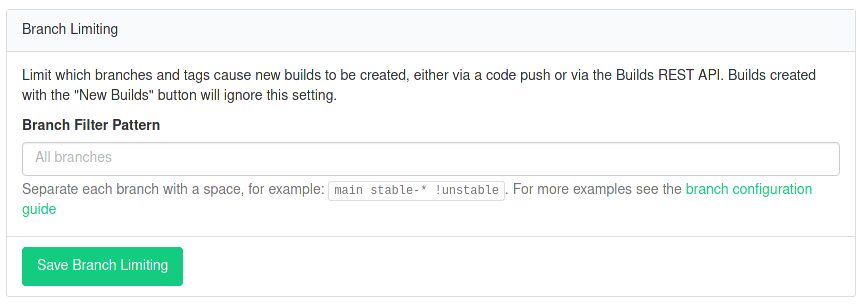 Branch Limiting
Limit which branches and tags cause new builds to be created, either via a code push or via the Builds REST API. Builds created
with the "New Builds" button will ignore this setting.
Branch Filter Pattern
All branches
Separate each branch with a space, for example: main stable-* !unstable. For more examples see the branch configuration
guide
Save Branch Limiting